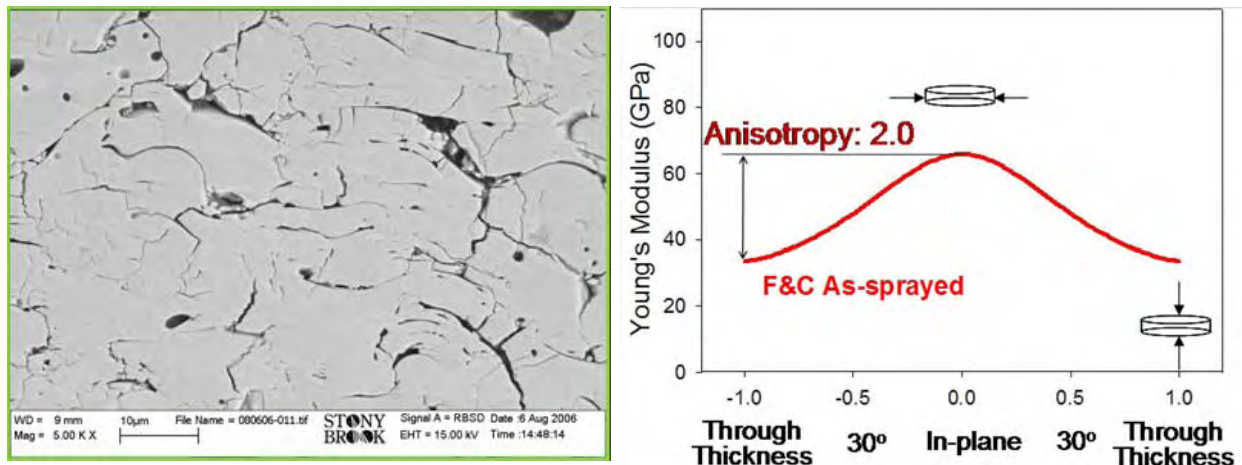 WD = 9 mm
Mag = 5.00 K X
10µm
File Name = 080606-011.tif
STONY
BROOK
Signal A = RBSD
EHT = 15.00 kV
Date :6 Aug 2006
Time :14:48:14
Young's Modulus (GPa)
100
80
60
40
20
0
Anisotropy: 2.0
F&C As-sprayed
-1.0 -0.5 0.0 0.5 1.0
Through Thickness
30º
In-plane
30º
Through Thickness